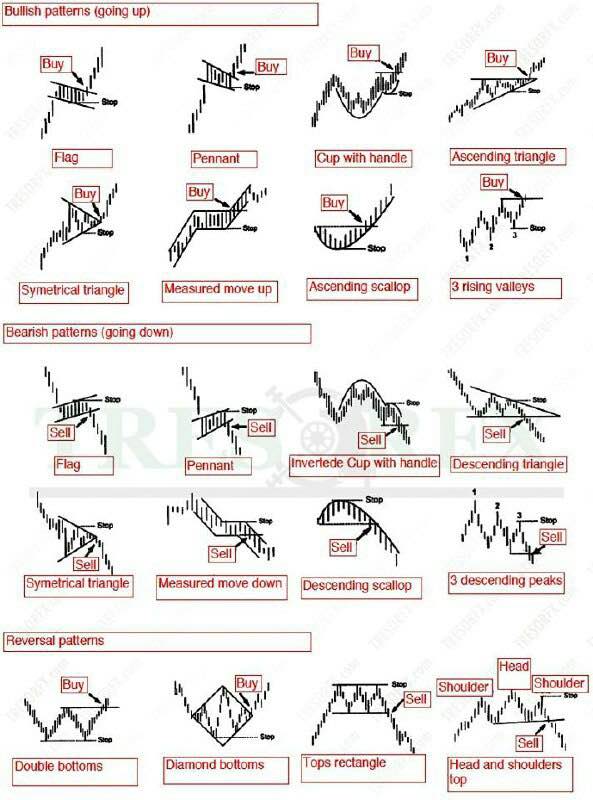 Bullish patterns (going up)
Buy
Stop
Flag
Buy
Stop
Pennant
Buy
Stop
Cup with handle
Buy
Stop
Ascending triangle
Buy
Stop
Symetrical triangle
Buy
Stop
Measured move up
Buy
Stop
Ascending scallop
Buy
Stop
1
2
3
3 rising valleys
Bearish patterns (going down)
Stop
Sell
Flag
Stop
Sell
Pennant
Stop
Sell
Invertede Cup with handle
Stop
Sell
Descending triangle
Stop
Sell
Symetrical triangle
Stop
Sell
Measured move down
Stop
Sell
Descending scallop
1
2
3
Stop
Sell
3 descending peaks
TRESOREX
Reversal patterns
Buy
Stop
Double bottoms
Buy
Stop
Diamond bottoms
Stop
Sell
Tops rectangle
Head
Shoulder
Shoulder
Stop
Sell
Head and shoulders
top